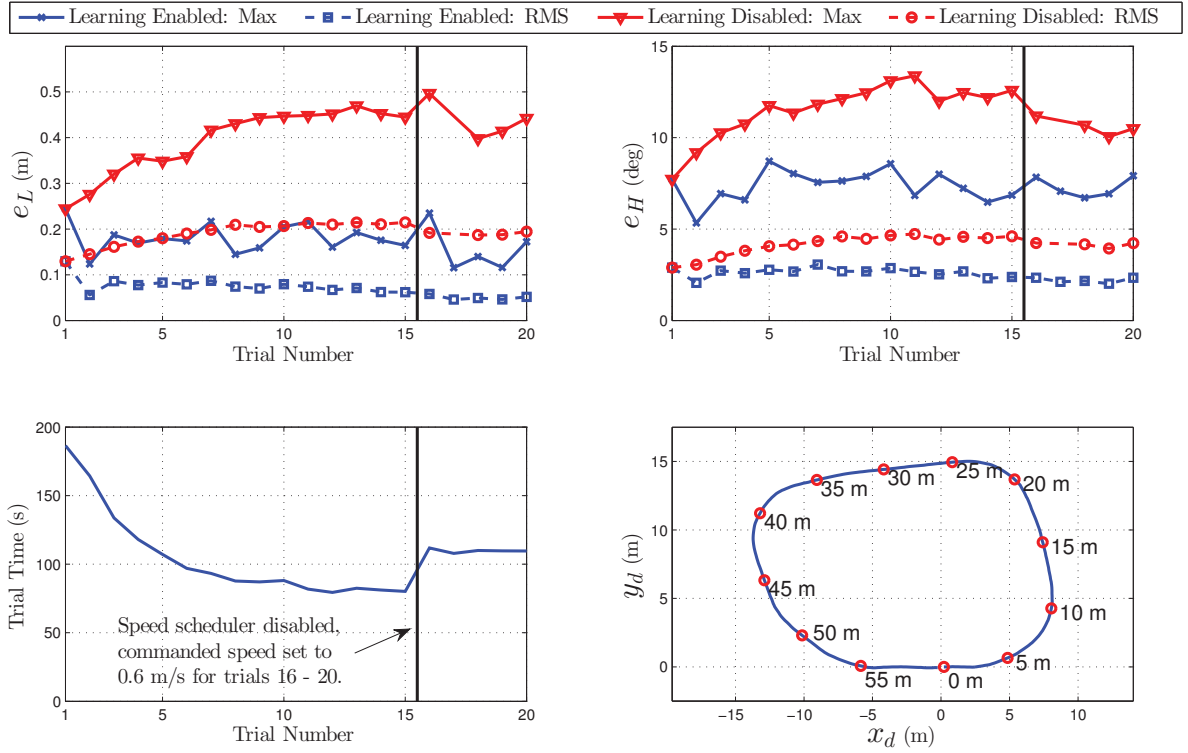 Learning Enabled: Max
Learning Enabled: RMS
Learning Disabled: Max
Learning Disabled: RMS
0.5
0.4
0.3
0.2
0.1
0
e_L (m)
1
5
10
15
20
Trial Number
15
10
5
0
e_H (deg)
1
5
10
15
20
Trial Number
200
150
100
50
0
Trial Time (s)
Speed scheduler disabled,
commanded speed set to
0.6 m/s for trials 16 - 20.
1
5
10
15
20
Trial Number
15
10
5
0
y_d (m)
25 m
30 m
20 m
35 m
40 m
15 m
45 m
10 m
50 m
5 m
55 m
0 m
−15
−10
−5
0
5
10
x_d (m)